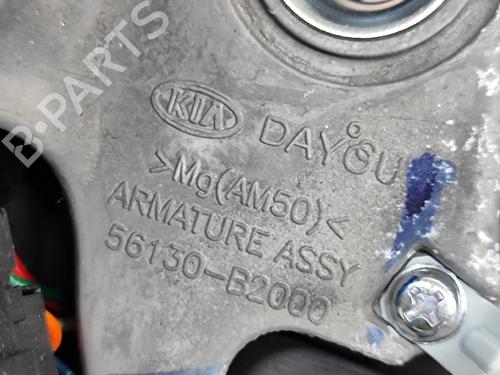 KIA DAYOU
>Mg(AM50)<
ARMATURE ASSY
56130-B2000
B-PARTS